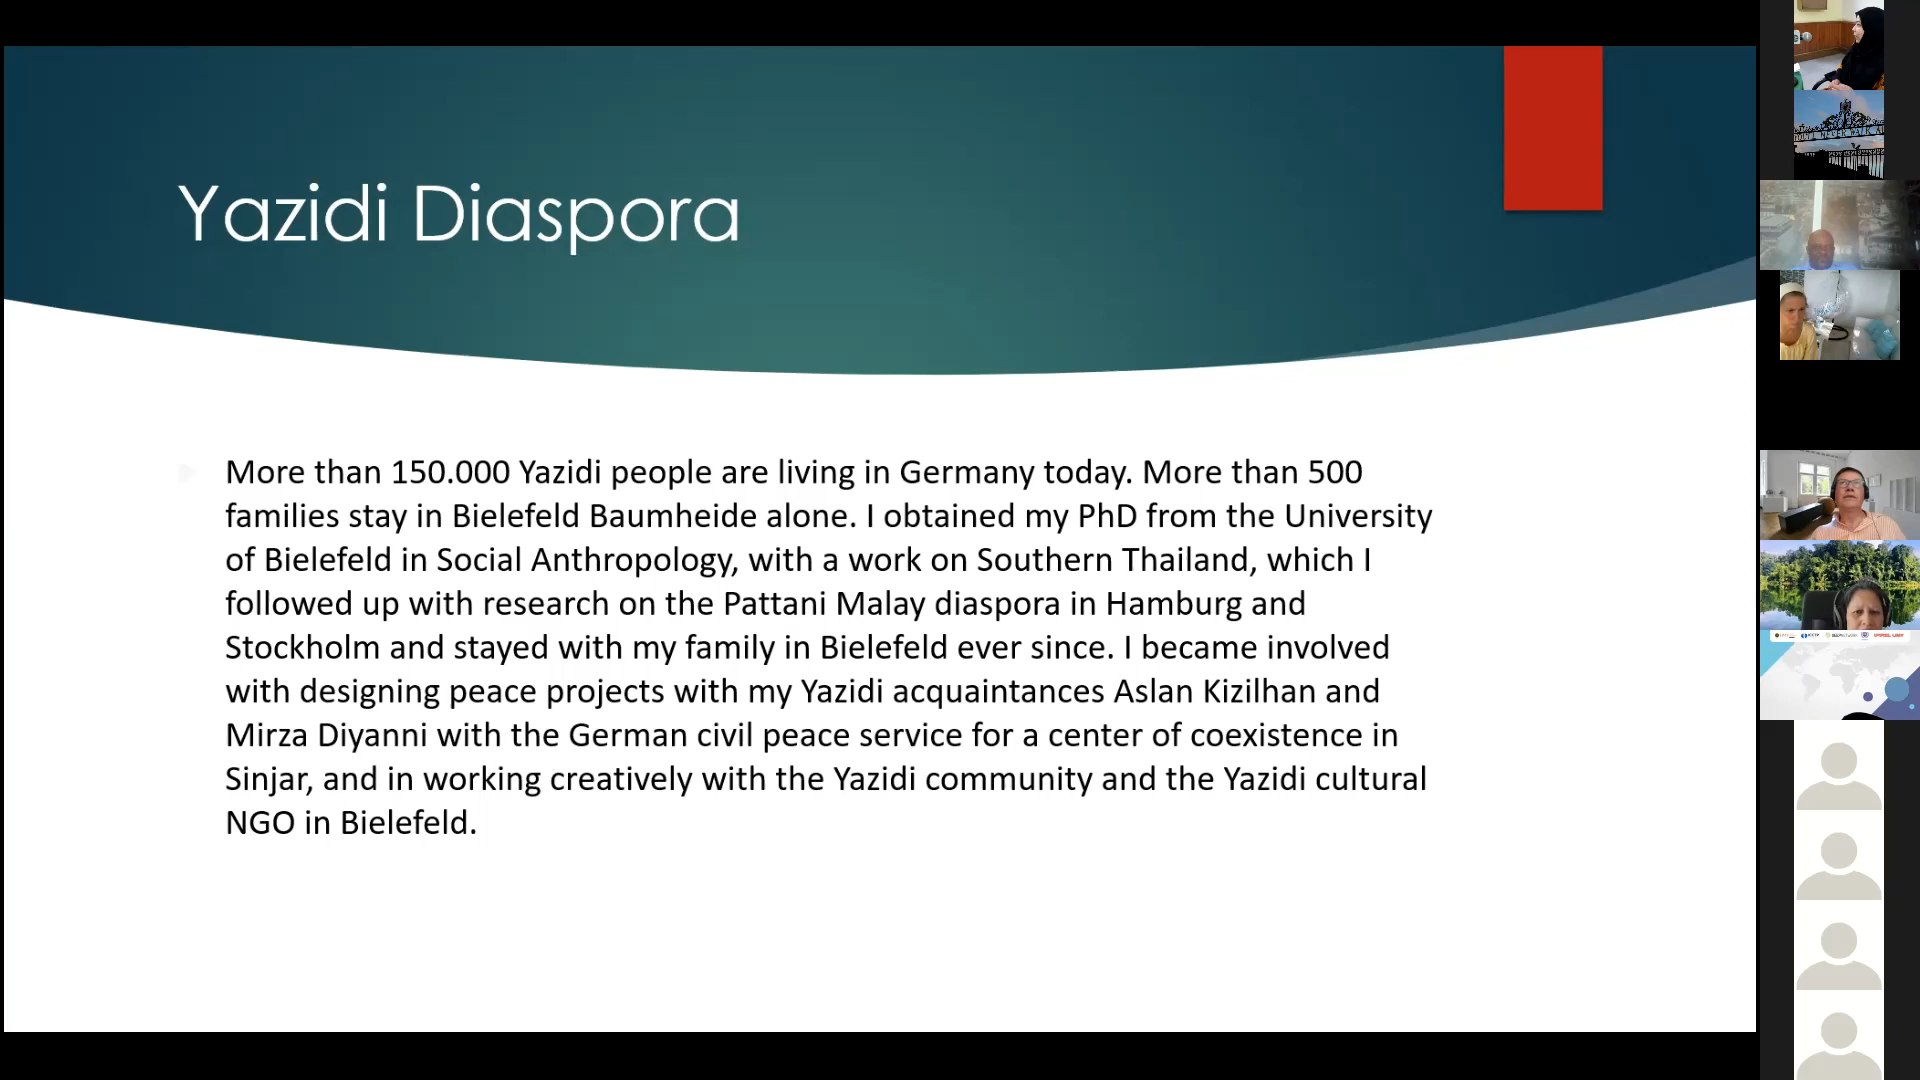 Yazidi Diaspora
More than 150.000 Yazidi people are living in Germany today. More than 500
families stay in Bielefeld Baumheide alone. I obtained my PhD from the University
of Bielefeld in Social Anthropology, with a work on Southern Thailand, which I
followed up with research on the Pattani Malay diaspora in Hamburg and
Stockholm and stayed with my family in Bielefeld ever since. I became involved
with designing peace projects with my Yazidi acquaintances Aslan Kizilhan and
Mirza Diyanni with the German civil peace service for a center of coexistence in
Sinjar, and in working creatively with the Yazidi community and the Yazidi cultural
NGO in Bielefeld.